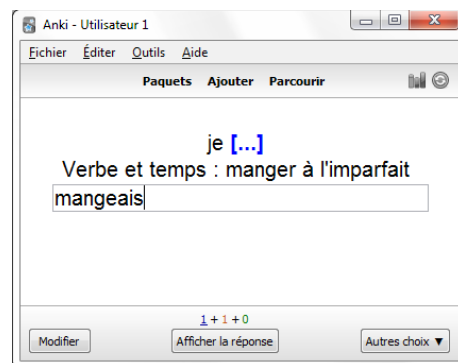 Anki - Utilisateur 1
Fichier Éditer Outils Aide
Paquets Ajouter Parcourir
je [...]
Verbe et temps : manger à l'imparfait
mangeais
1 + 1 + 0
Modifier Afficher la réponse Autres choix ▼